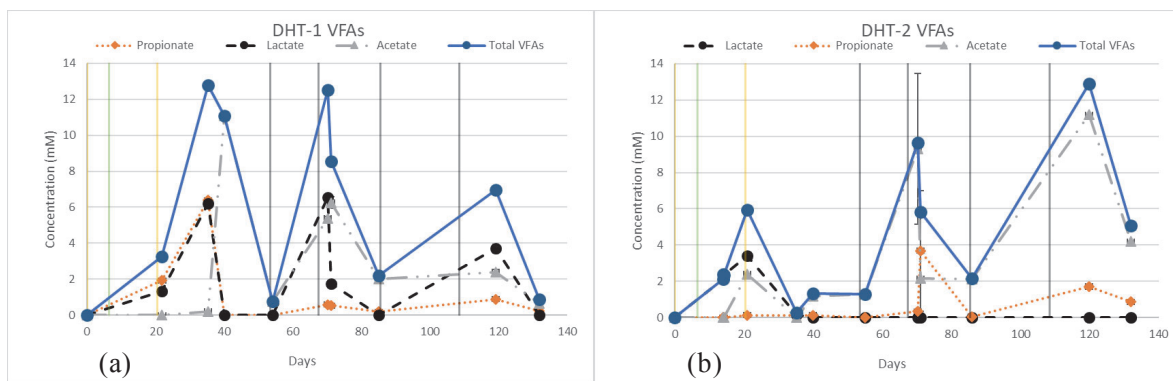 DHT-1 VFAs
Propionate Lactate Acetate Total VFAs
14
12
10
8
6
4
2
0
Concentration (mM)
0 20 40 60 80 100 120 140
Days
(a)
DHT-2 VFAs
Lactate Propionate Acetate Total VFAs
14
12
10
8
6
4
2
0
Concentration (mM)
0 20 40 60 80 100 120 140
Days
(b)